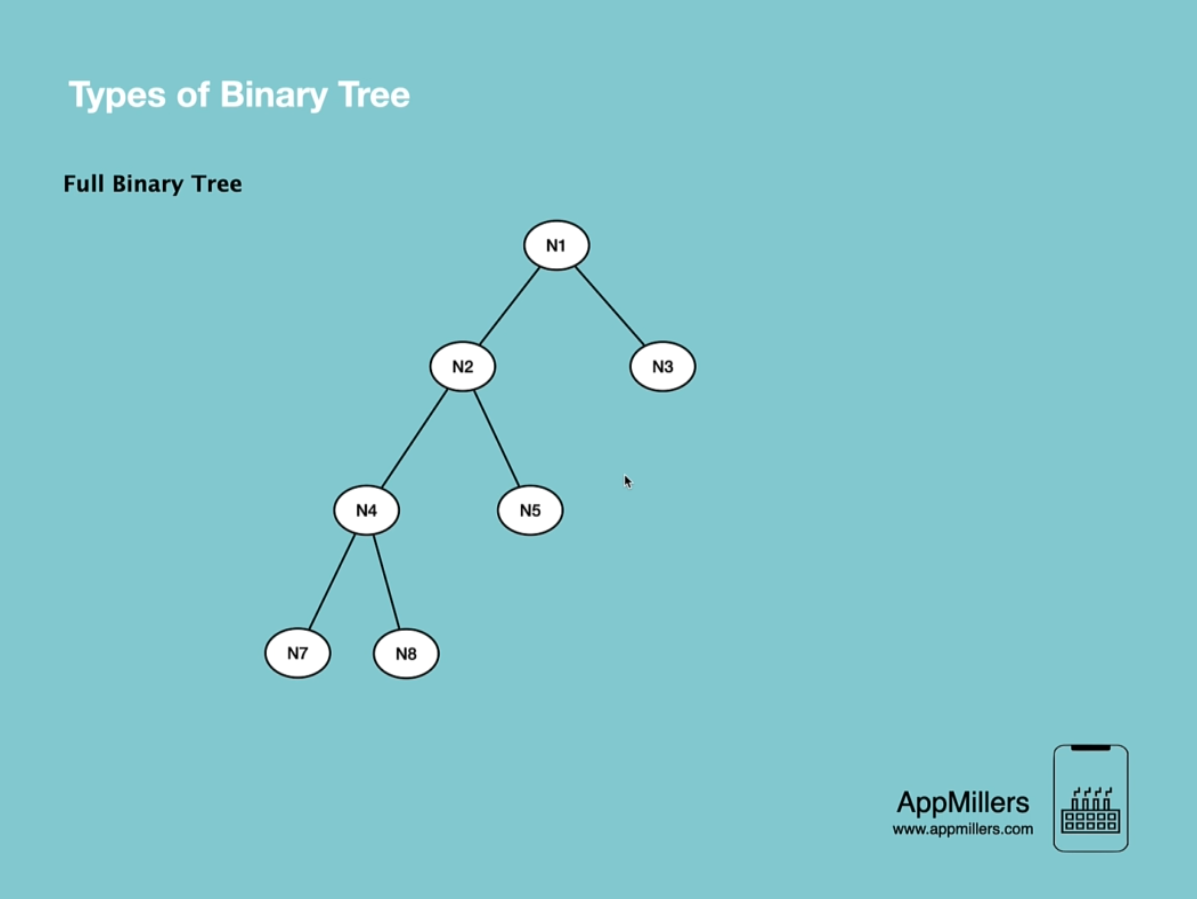 Types of Binary Tree
Full Binary Tree
N1
N2
N3
N4
N5
N7
N8
AppMillers
www.appmillers.com